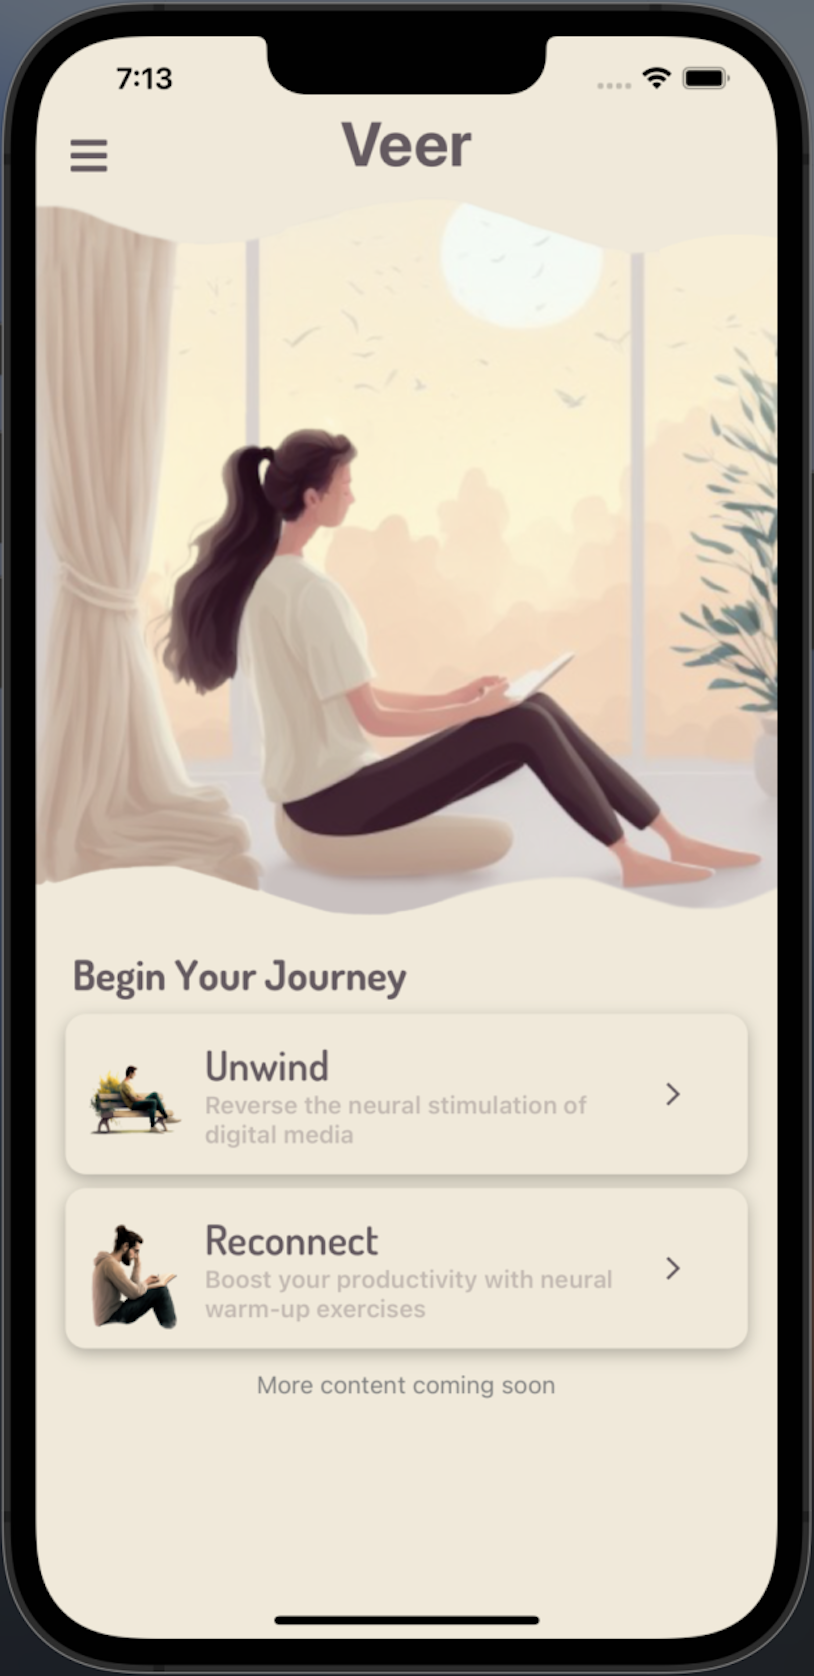 7:13
Veer
Begin Your Journey
Unwind
Reverse the neural stimulation of
digital media
Reconnect
Boost your productivity with neural
warm-up exercises
More content coming soon